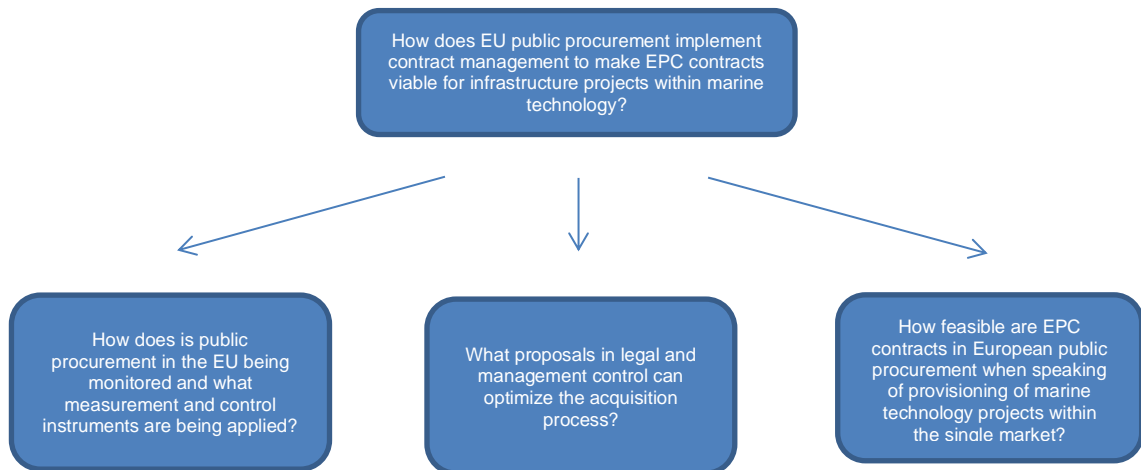 How does EU public procurement implement
contract management to make EPC contracts
viable for infrastructure projects within marine
technology?
How does is public
procurement in the EU being
monitored and what
measurement and control
instruments are being applied?
What proposals in legal and
management control can
optimize the acquisition
process?
How feasible are EPC
contracts in European public
procurement when speaking
of provisioning of marine
technology projects within
the single market?